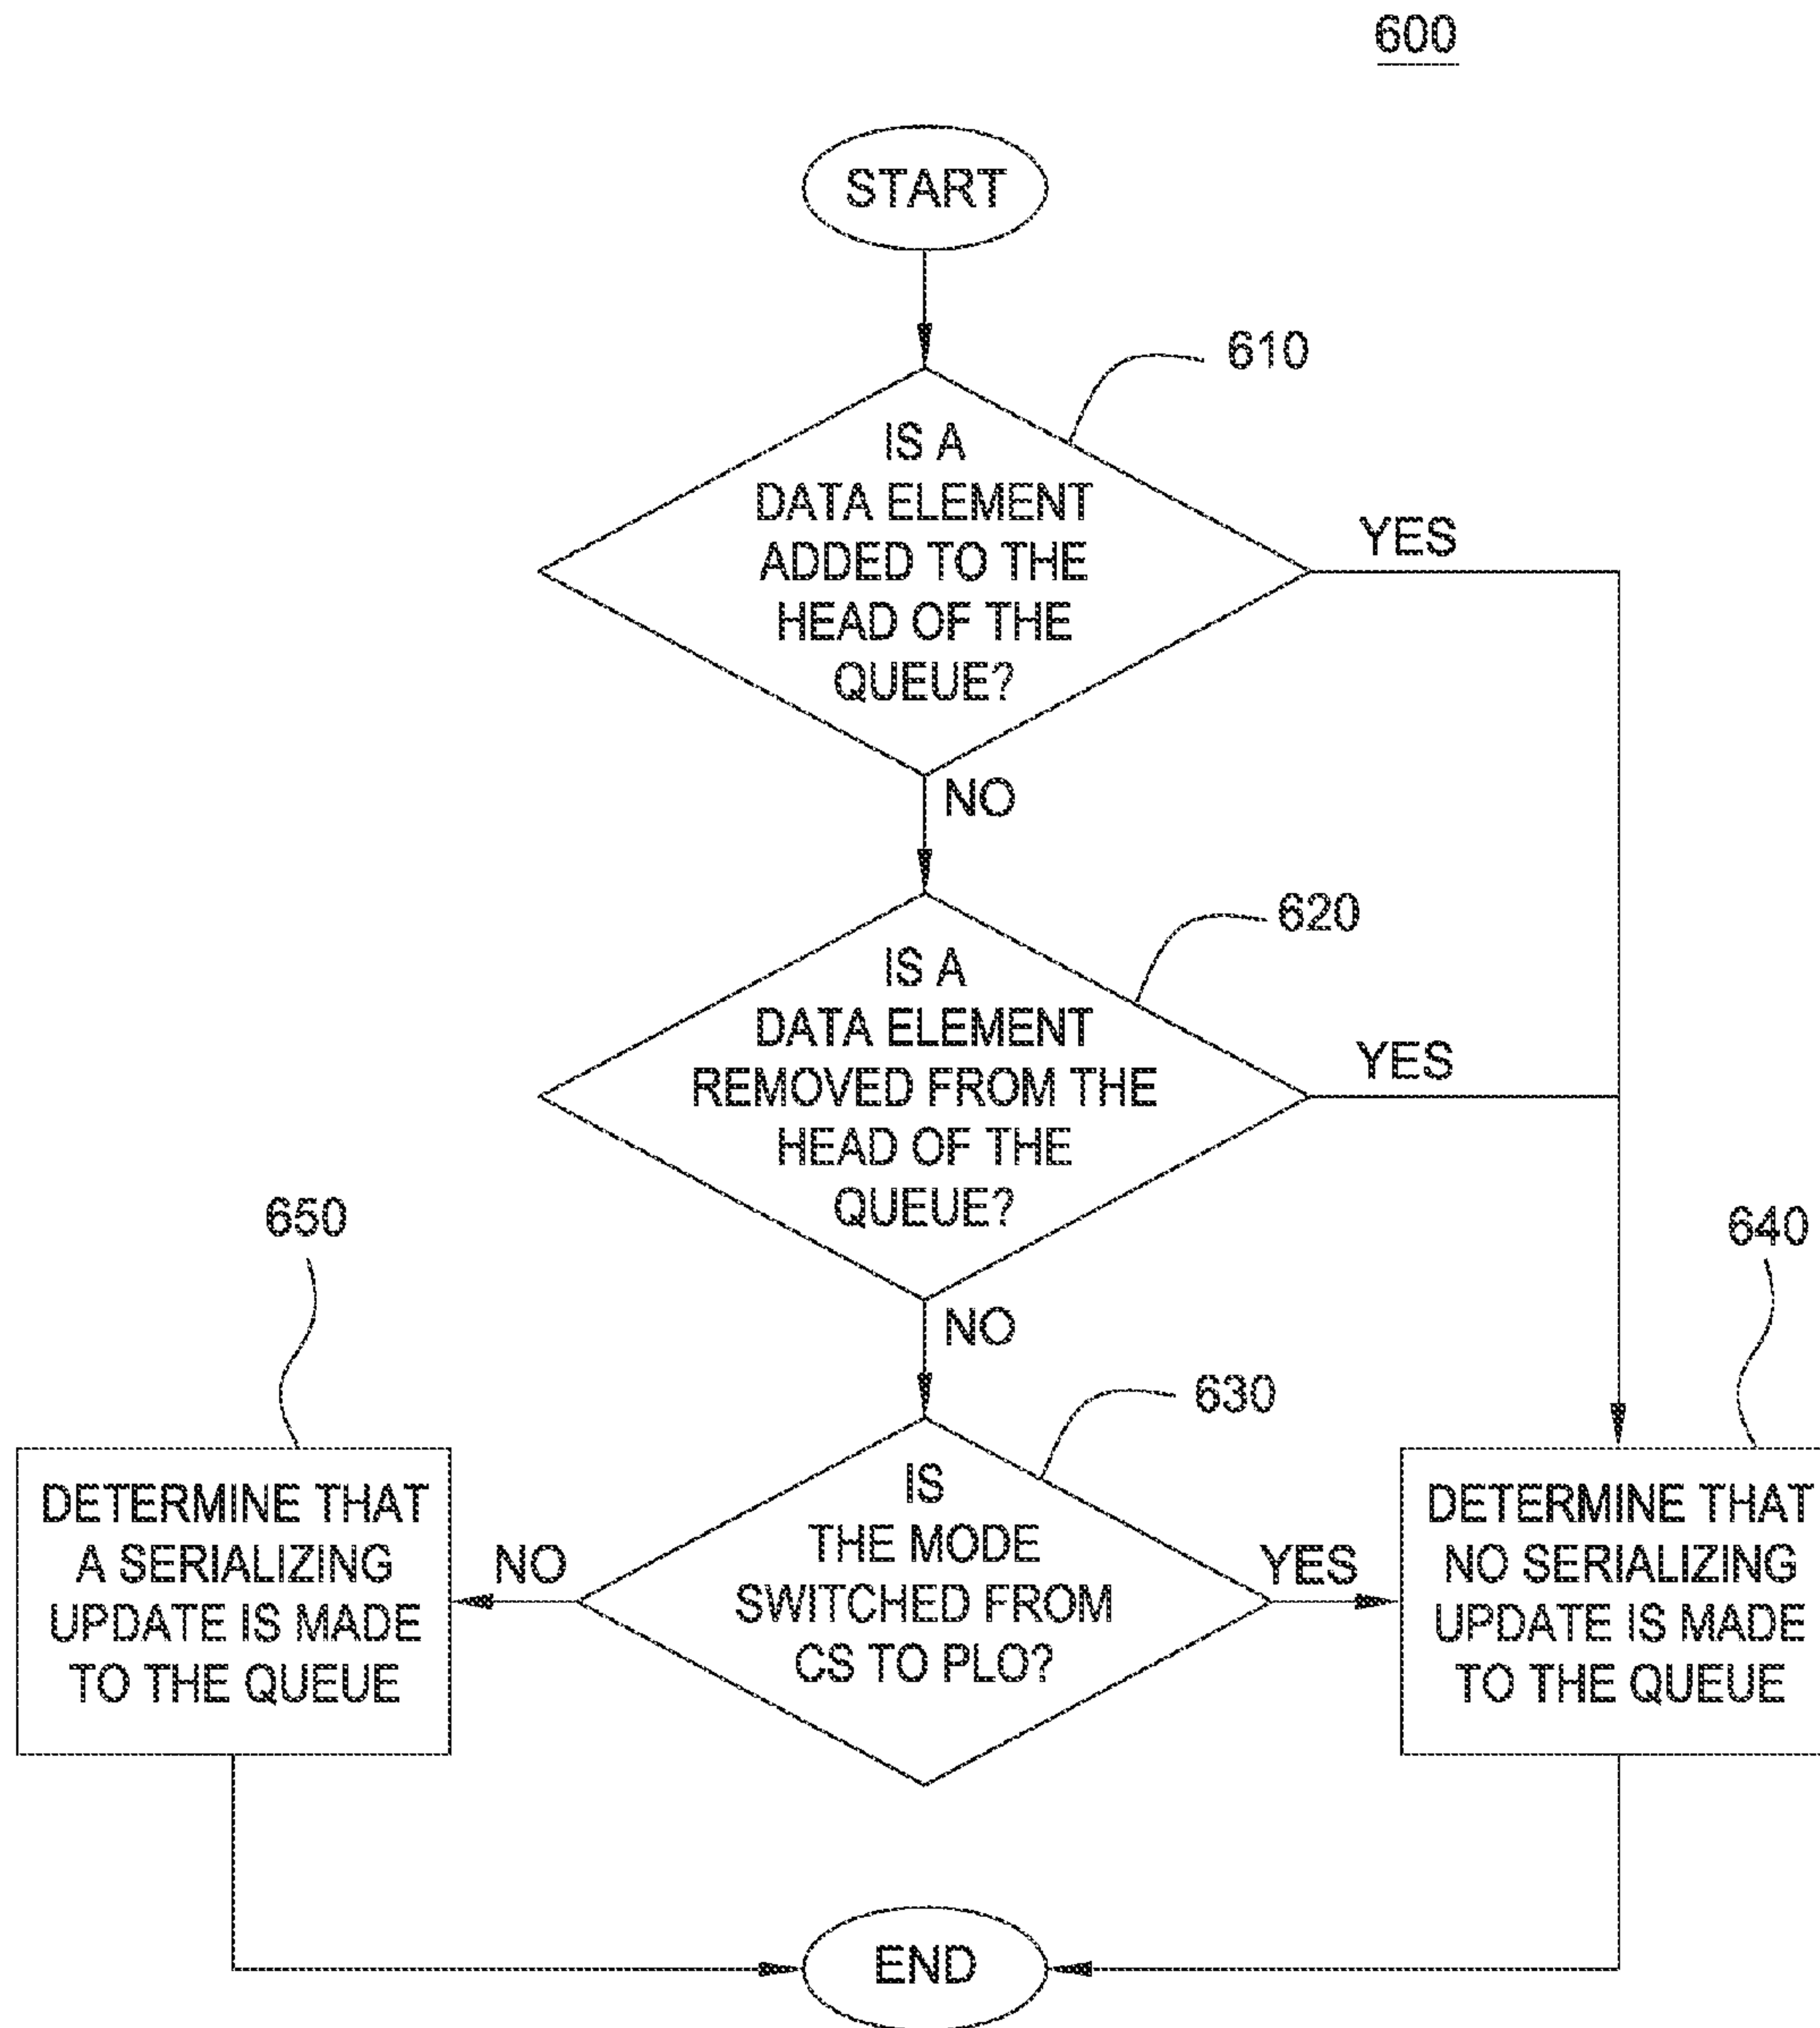 600
START
610
IS A
DATA ELEMENT
ADDED TO THE
HEAD OF THE
QUEUE?
YES
NO
620
IS A
DATA ELEMENT
REMOVED FROM THE
HEAD OF THE
QUEUE?
YES
NO
650
640
630
DETERMINE THAT
A SERIALIZING
UPDATE IS MADE
TO THE QUEUE
NO
IS
THE MODE
SWITCHED FROM
CS TO PLO?
YES
DETERMINE THAT
NO SERIALIZING
UPDATE IS MADE
TO THE QUEUE
END